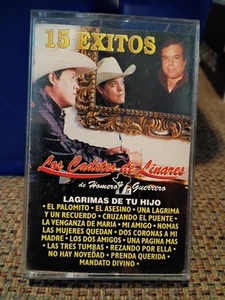 15 EXITOS
Los Cadetes de Linares
de Homero Guerrero
LAGRIMAS DE TU HIJO
• EL PALOMITO • EL ASESINO • UNA LAGRIMA
Y UN RECUERDO • CRUZANDO EL PUENTE •
LA VENGANZA DE MARIA • MI AMIGO • NOMAS
LAS MUJERES QUEDAN • DOS CORONAS A MI
MADRE • LOS DOS AMIGOS • UNA PAGINA MAS
• LAS TRES TUMBAS • REZANDO POR ELLA •
NO HAY NOVEDAD • PRENDA QUERIDA •
MANDATO DIVINO •